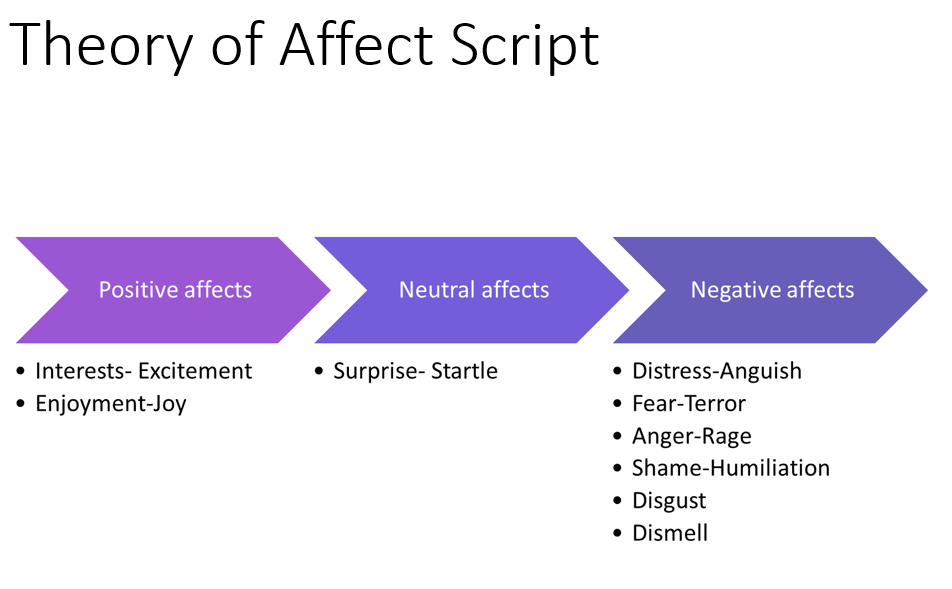 Theory of Affect Script
Positive affects
• Interests- Excitement
• Enjoyment-Joy
Neutral affects
• Surprise- Startle
Negative affects
• Distress-Anguish
• Fear-Terror
• Anger-Rage
• Shame-Humiliation
• Disgust
• Dismell